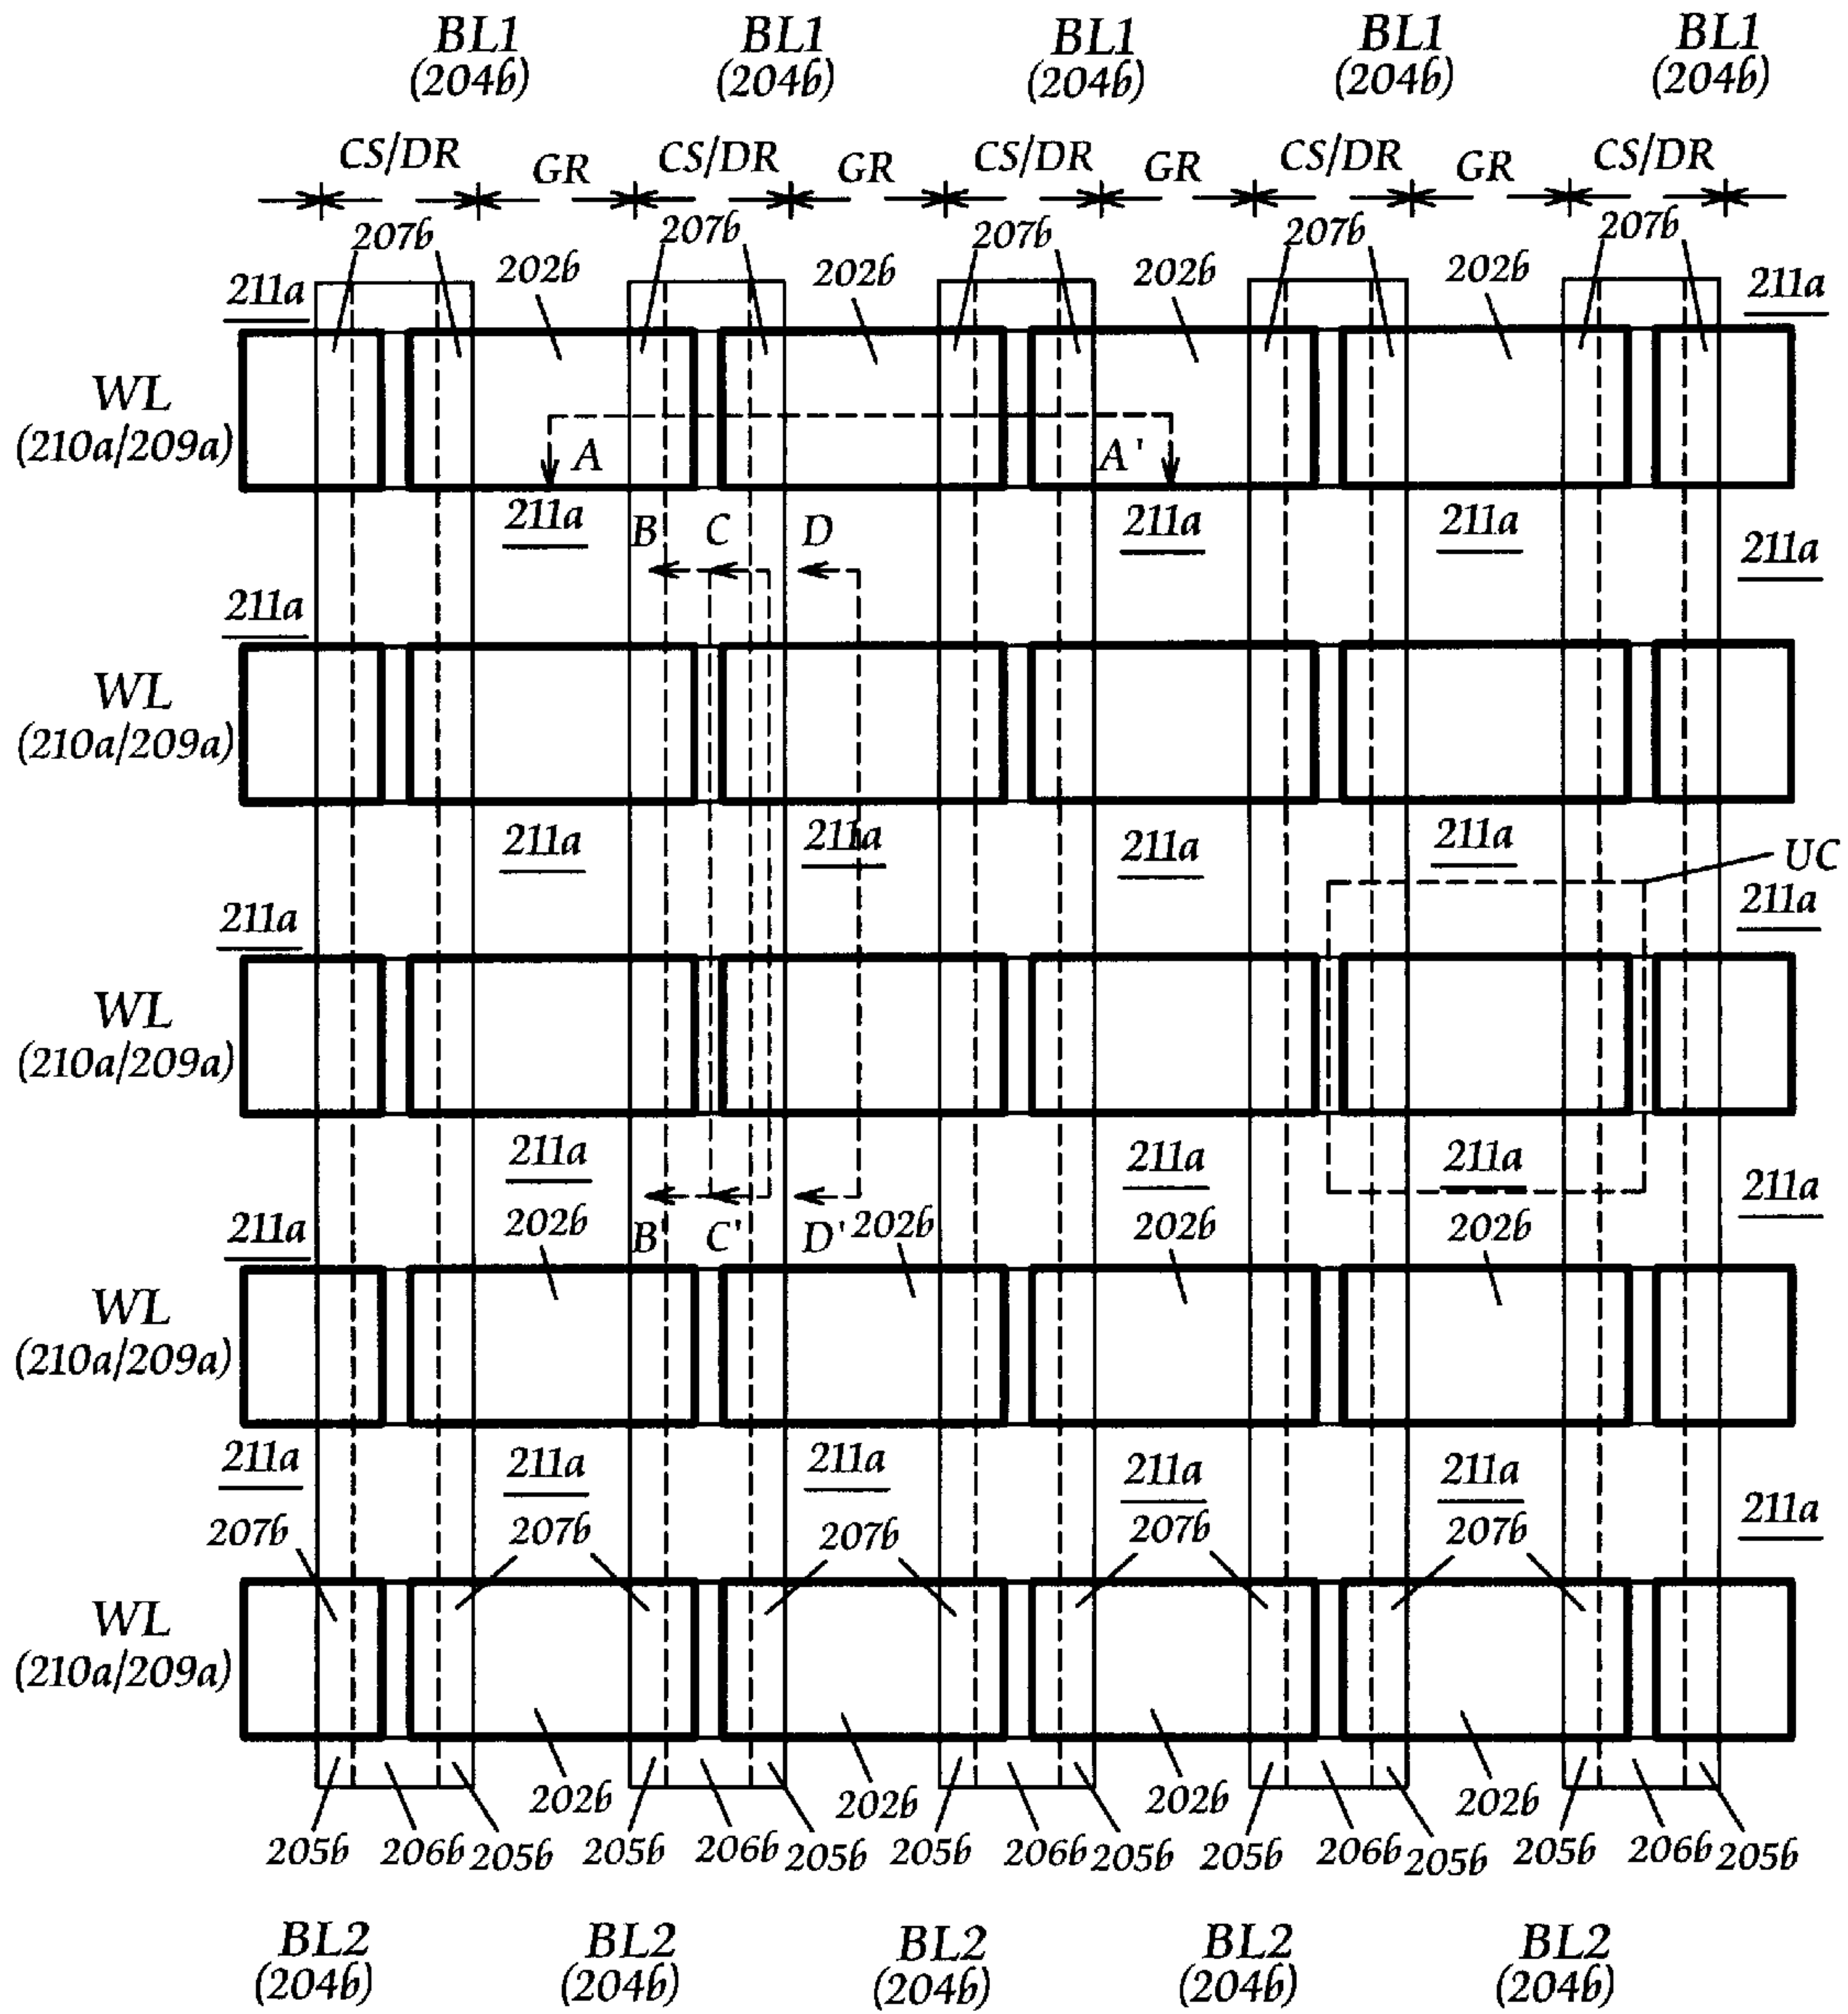 BL1 BL1 BL1 BL1 BL1
(204b) (204b) (204b) (204b) (204b)
CS/DR GR CS/DR GR CS/DR GR CS/DR GR CS/DR
207b 207b 207b 207b 207b
202b 202b 202b 202b
211a 211a
WL
(210a/209a)
A A'
211a 211a 211a 211a
B C D
211a
WL
(210a/209a)
211a 211a 211a 211a
UC
211a 211a
WL
(210a/209a)
211a 211a 211a 211a
B' C' D'
211a 202b 202b 202b 202b
WL
(210a/209a)
211a 211a 211a 211a 211a 211a
207b 207b 207b 207b 207b
WL
(210a/209a)
202b 202b 202b 202b
205b 206b 205b 205b 206b 205b 205b 206b 205b 205b 206b 205b 205b 206b 205b
BL2 BL2 BL2 BL2 BL2
(204b) (204b) (204b) (204b) (204b)